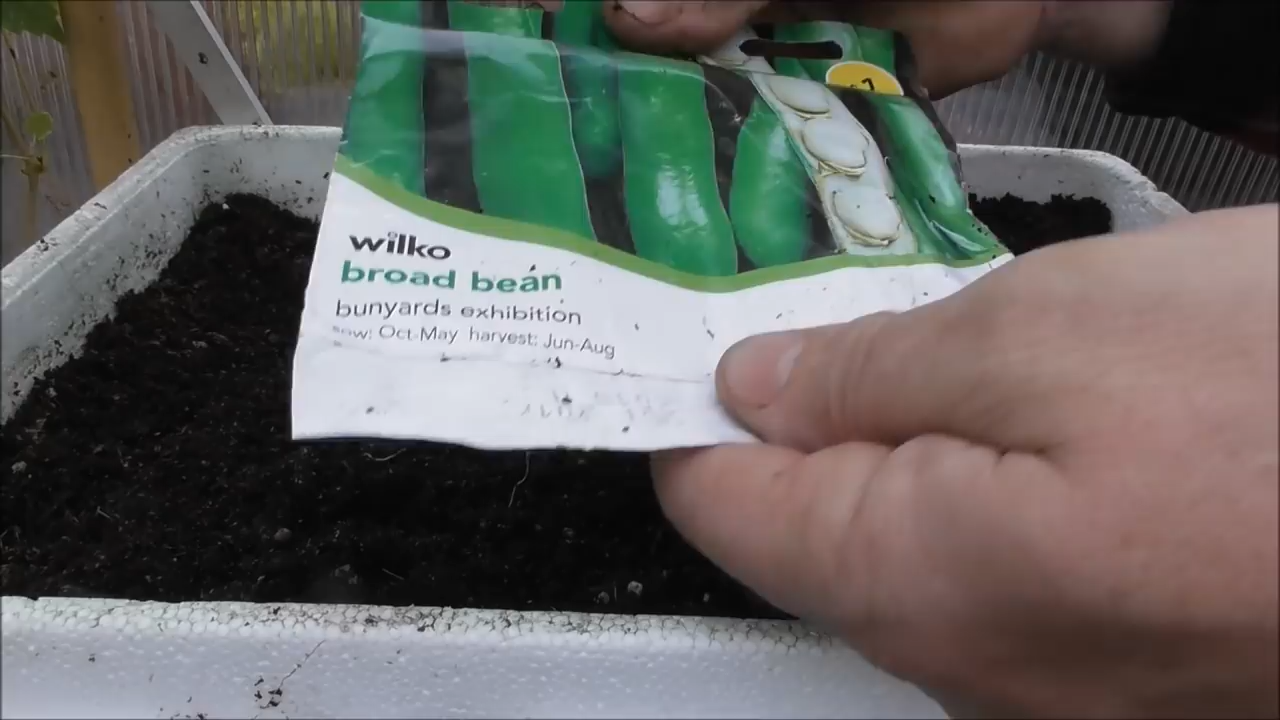 wilko
broad bean
bunyards exhibition
sow: Oct-May harvest: Jun-Aug